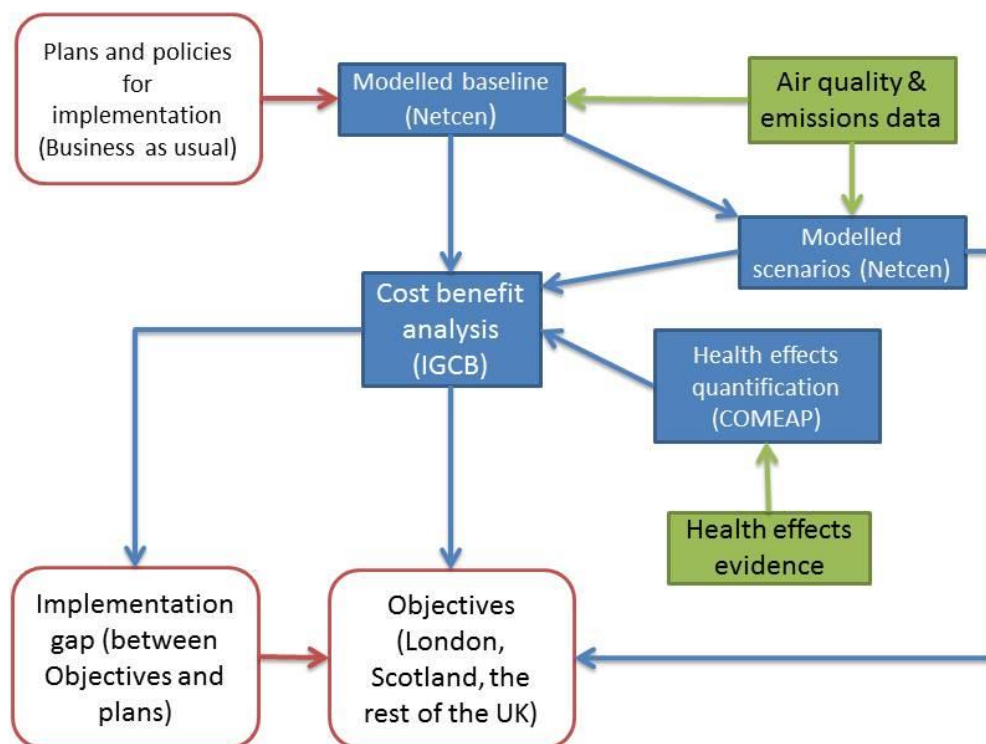 Plans and policies
for
implementation
(Business as usual)
Modelled baseline
(Netcen)
Air quality &
emissions data
Modelled
scenarios (Netcen)
Cost benefit
analysis
(IGCB)
Health effects
quantification
(COMEAP)
Health effects
evidence
Implementation
gap (between
Objectives and
plans)
Objectives
(London,
Scotland, the
rest of the UK)